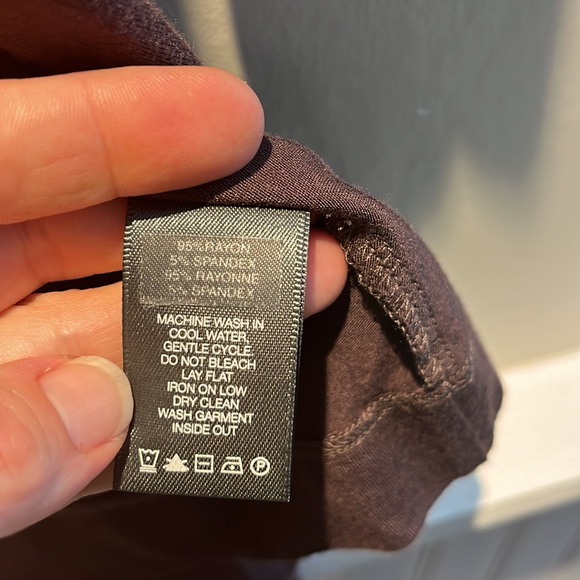 95% RAYON
5% SPANDEX
95% RAYONNE
5% SPANDEX
MACHINE WASH IN
COOL WATER,
GENTLE CYCLE.
DO NOT BLEACH
LAY FLAT
IRON ON LOW
DRY CLEAN
WASH GARMENT
INSIDE OUT
P